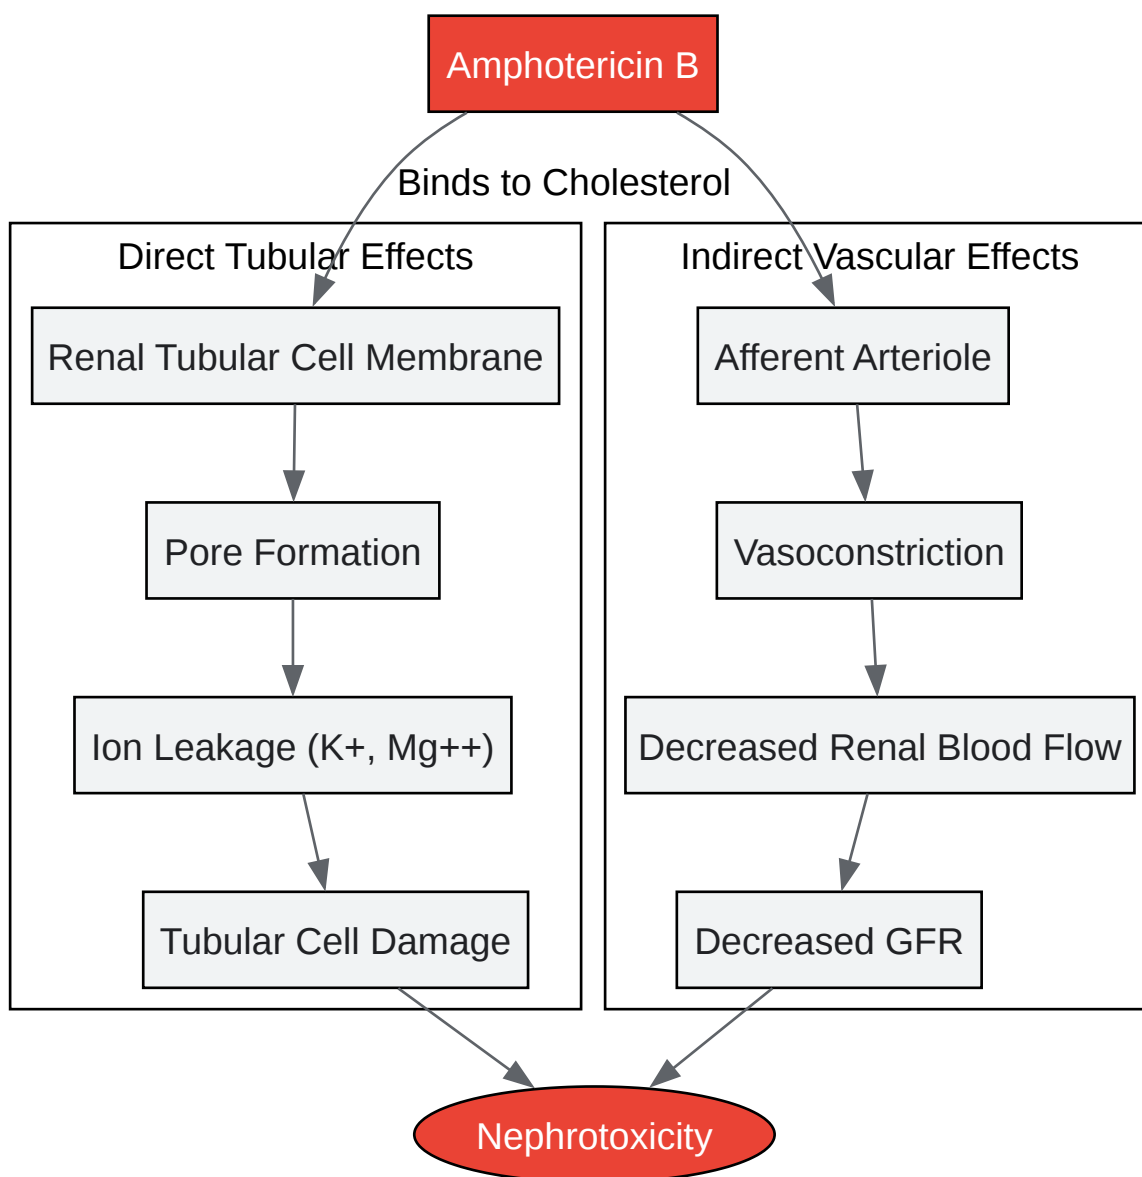 Amphotericin B
Binds to Cholesterol
Direct Tubular Effects
Renal Tubular Cell Membrane
Pore Formation
Ion Leakage (K+, Mg++)
Tubular Cell Damage
Indirect Vascular Effects
Afferent Arteriole
Vasoconstriction
Decreased Renal Blood Flow
Decreased GFR
Nephrotoxicity